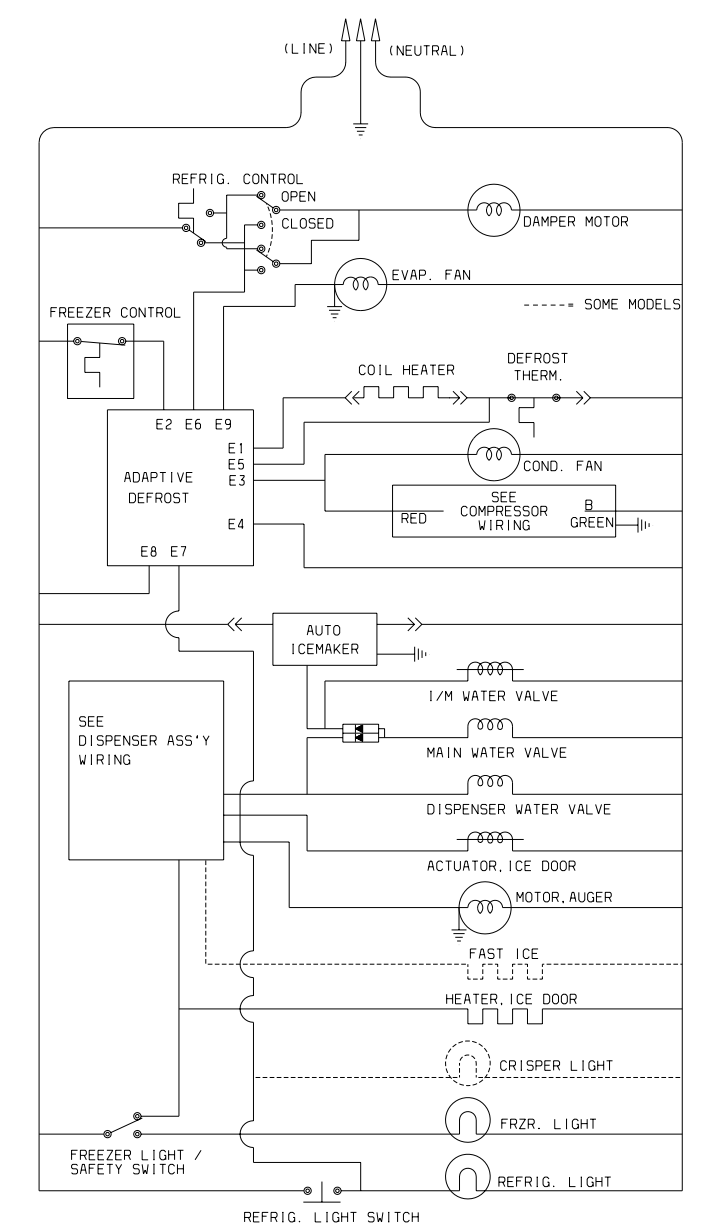 (LINE)
(NEUTRAL)
REFRIG. CONTROL
OPEN
CLOSED
DAMPER MOTOR
EVAP. FAN
-----= SOME MODELS
FREEZER CONTROL
COIL HEATER
DEFROST
THERM.
E2 E6 E9
E1
E5
E3
ADAPTIVE
DEFROST
E4
E8 E7
COND. FAN
SEE
COMPRESSOR
WIRING
RED
B
GREEN
AUTO
ICEMAKER
I/M WATER VALVE
SEE
DISPENSER ASS'Y
WIRING
MAIN WATER VALVE
DISPENSER WATER VALVE
ACTUATOR, ICE DOOR
MOTOR, AUGER
FAST ICE
HEATER, ICE DOOR
CRISPER LIGHT
FRZR. LIGHT
FREEZER LIGHT /
SAFETY SWITCH
REFRIG. LIGHT
REFRIG. LIGHT SWITCH